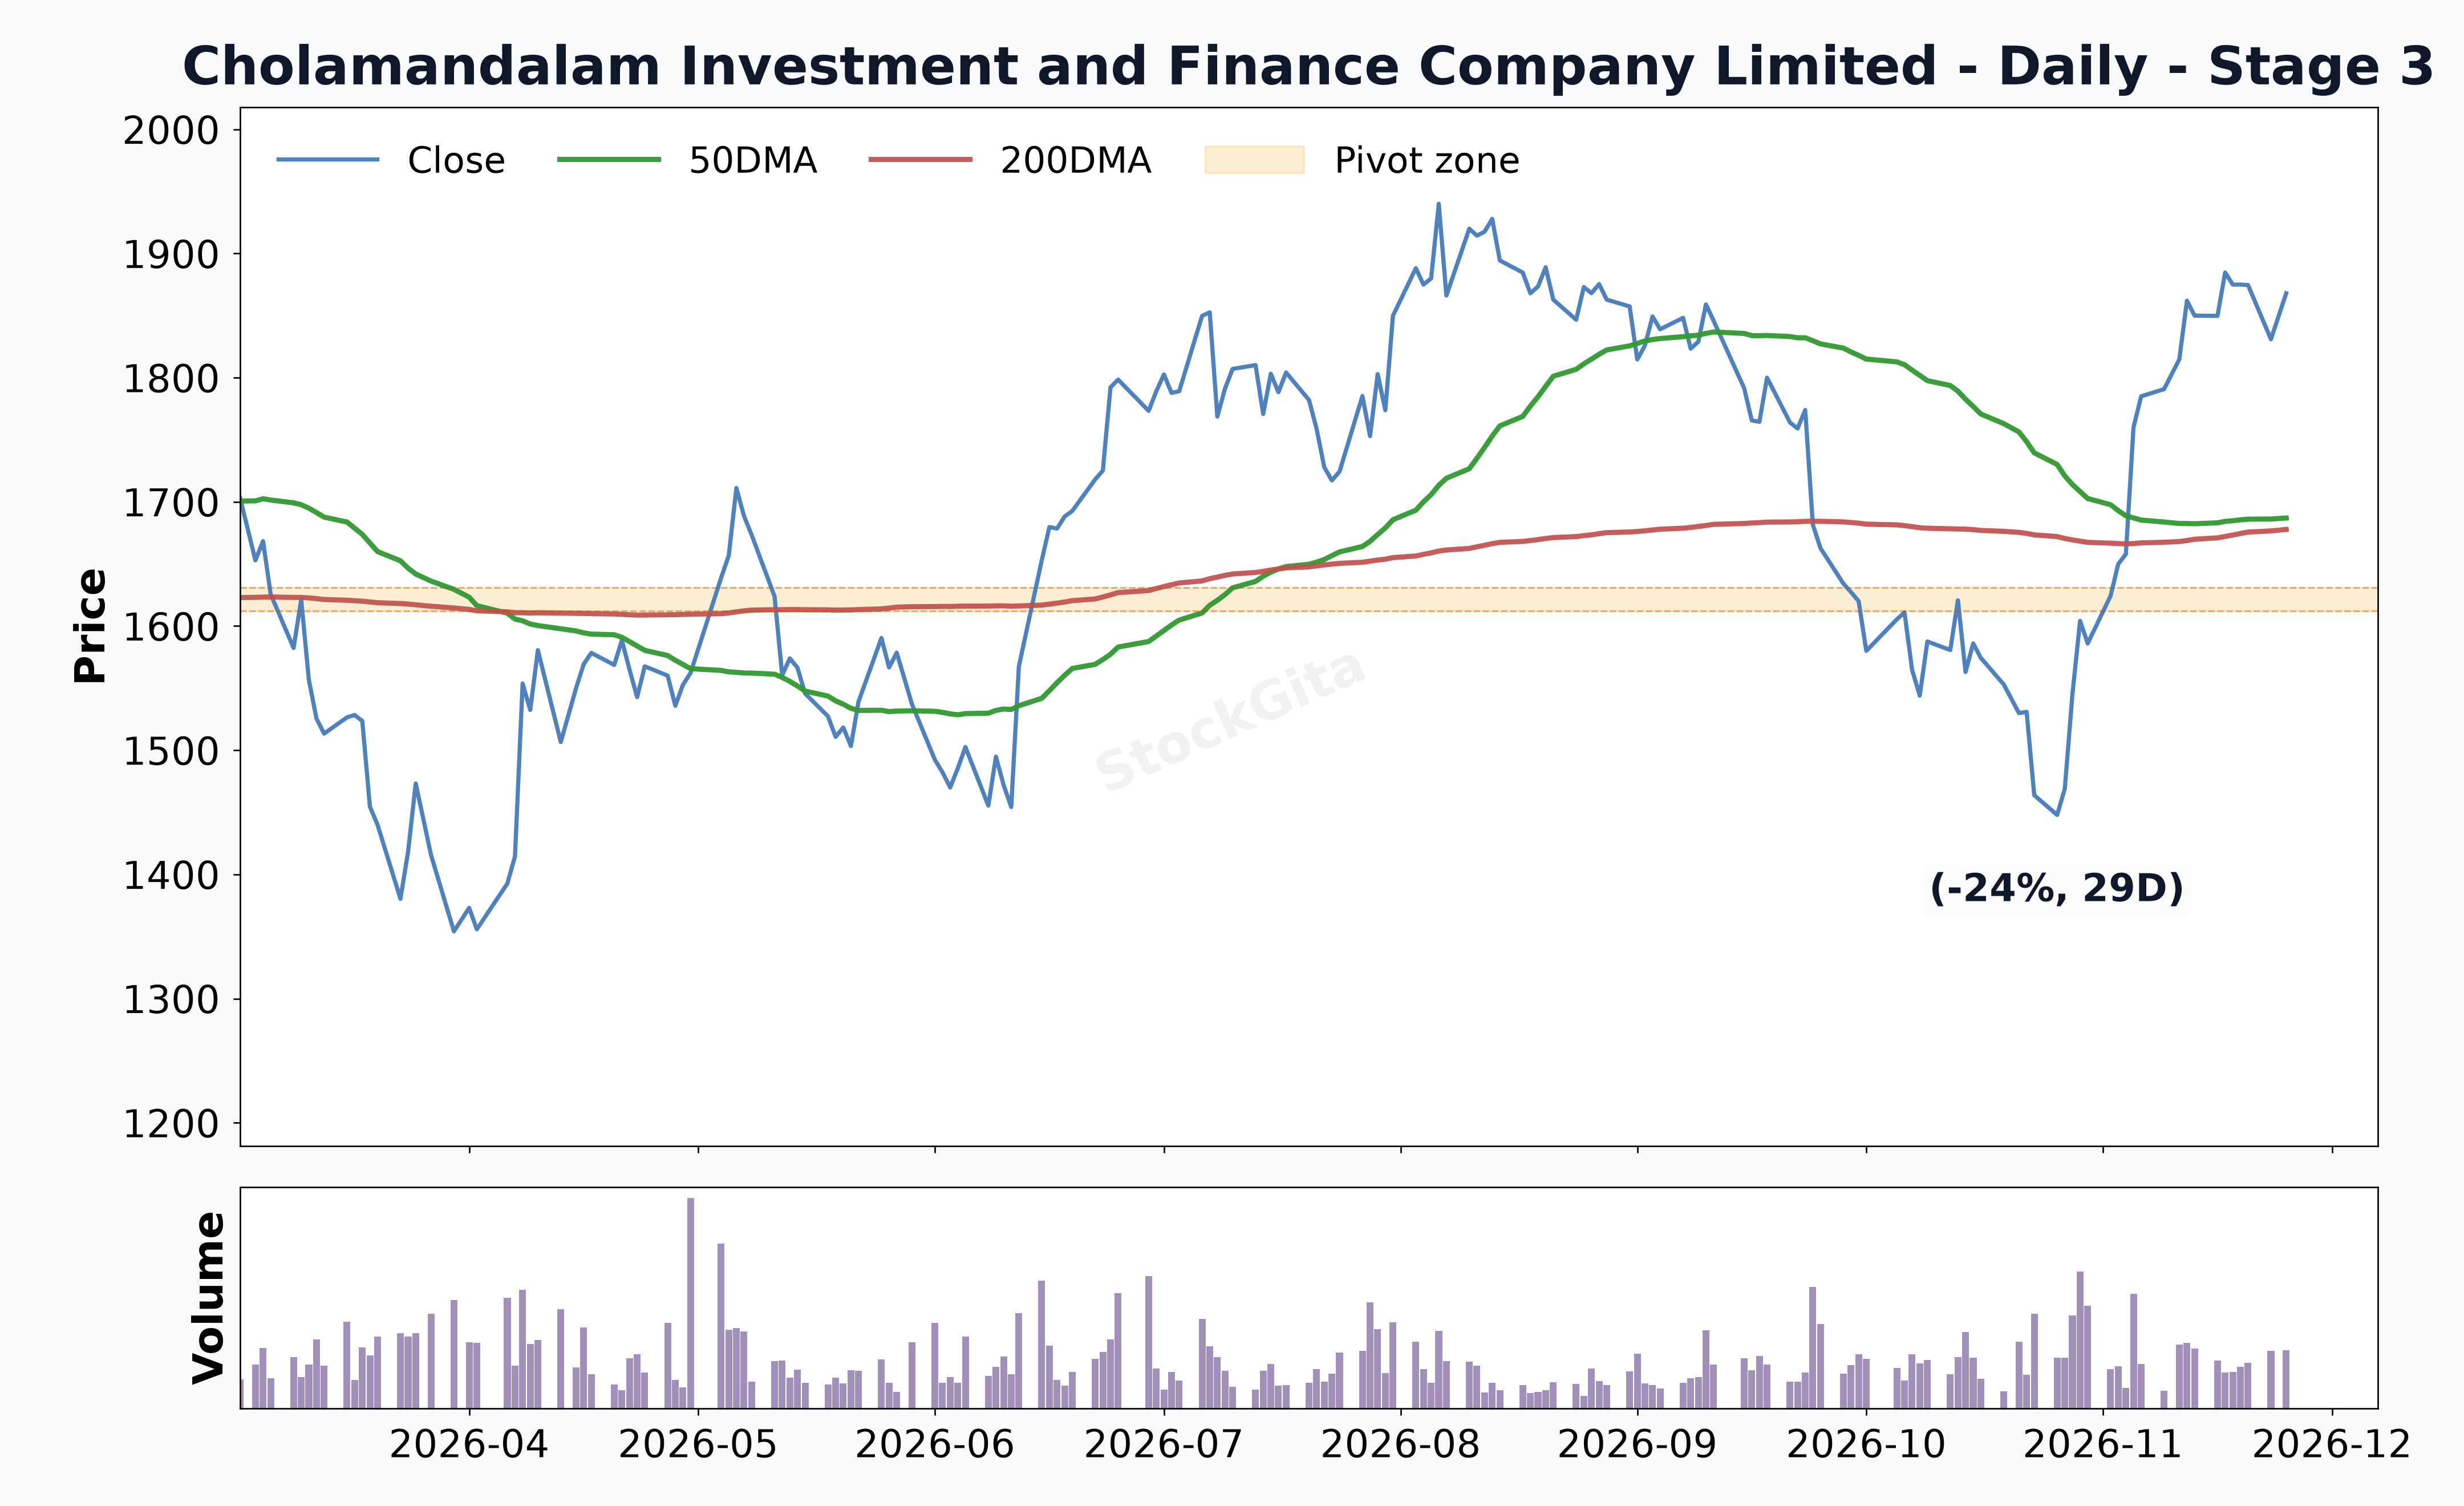 Cholamandalam Investment and Finance Company Limited - Daily - Stage 3
Close 50DMA 200DMA Pivot zone
2000
1900
1800
1700
1600
1500
1400
1300
1200
Price
StockGita
(-24%, 29D)
Volume
2026-04 2026-05 2026-06 2026-07 2026-08 2026-09 2026-10 2026-11 2026-12